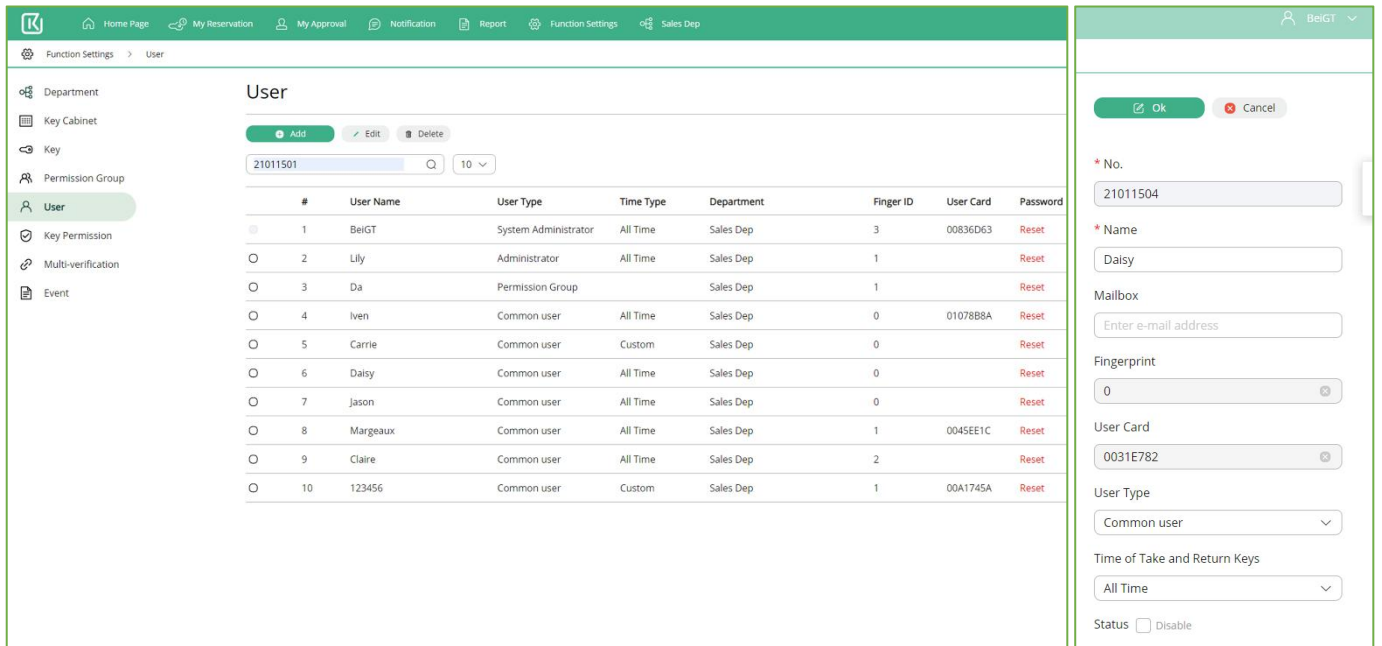 Home Page My Reservation My Approval Notification Report Function Settings Sales Dep
Function Settings > User
Department
Key Cabinet
Key
Permission Group
User
Key Permission
Multi-verification
Event
User
Add Edit Delete
21011501 10
# User Name User Type Time Type Department Finger ID User Card Password
1 BeiGT System Administrator All Time Sales Dep 3 00836D63 Reset
2 Lily Administrator All Time Sales Dep 1 Reset
3 Da Permission Group Sales Dep 1 Reset
4 Iven Common user All Time Sales Dep 0 01078B8A Reset
5 Carrie Common user Custom Sales Dep 0 Reset
6 Daisy Common user All Time Sales Dep 0 Reset
7 Jason Common user All Time Sales Dep 0 Reset
8 Margeaux Common user All Time Sales Dep 1 0045EE1C Reset
9 Claire Common user All Time Sales Dep 2 Reset
10 123456 Common user Custom Sales Dep 1 00A1745A Reset
BeiGT
Ok Cancel
* No.
21011504
* Name
Daisy
Mailbox
Enter e-mail address
Fingerprint
0
User Card
0031E782
User Type
Common user
Time of Take and Return Keys
All Time
Status Disable